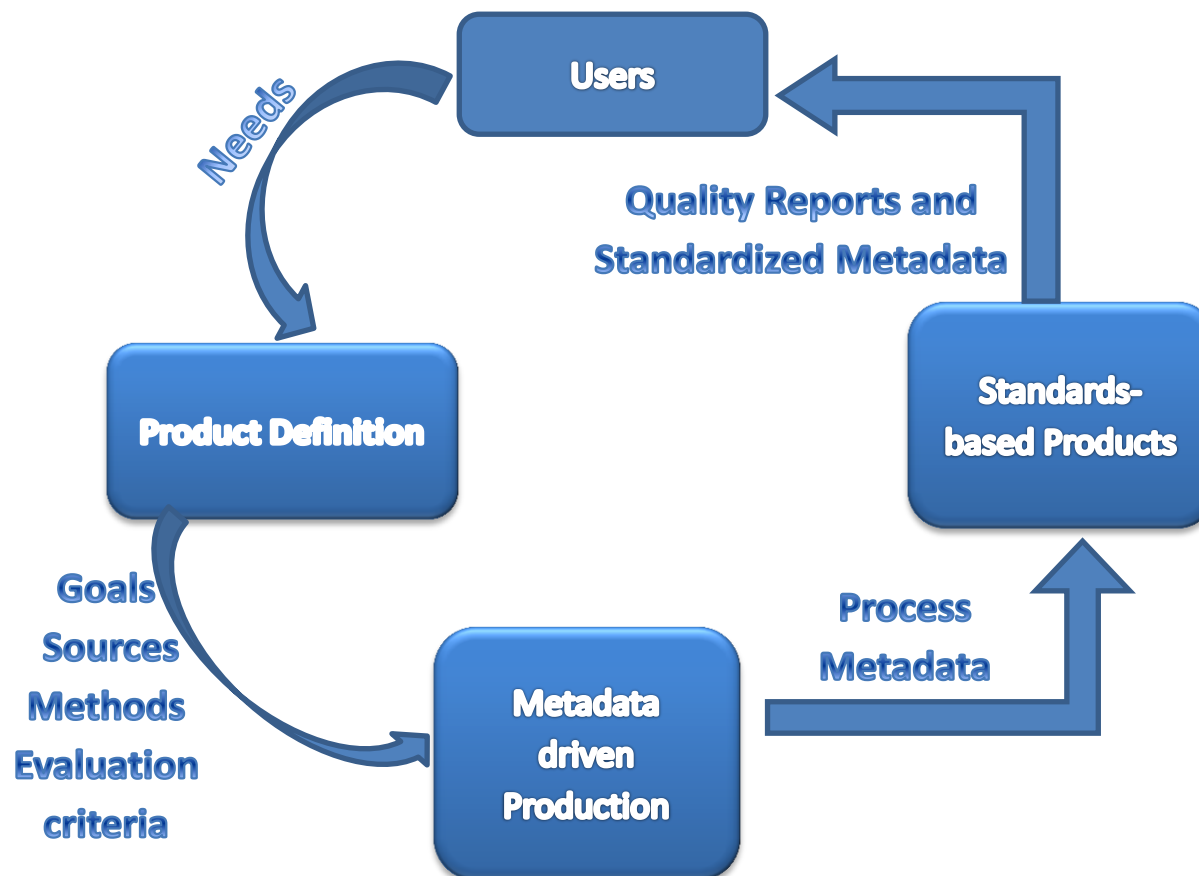 Users
Needs
Quality Reports and
Standardized Metadata
Product Definition
Standards-
based Products
Goals
Sources
Methods
Evaluation
criteria
Process
Metadata
Metadata
driven
Production